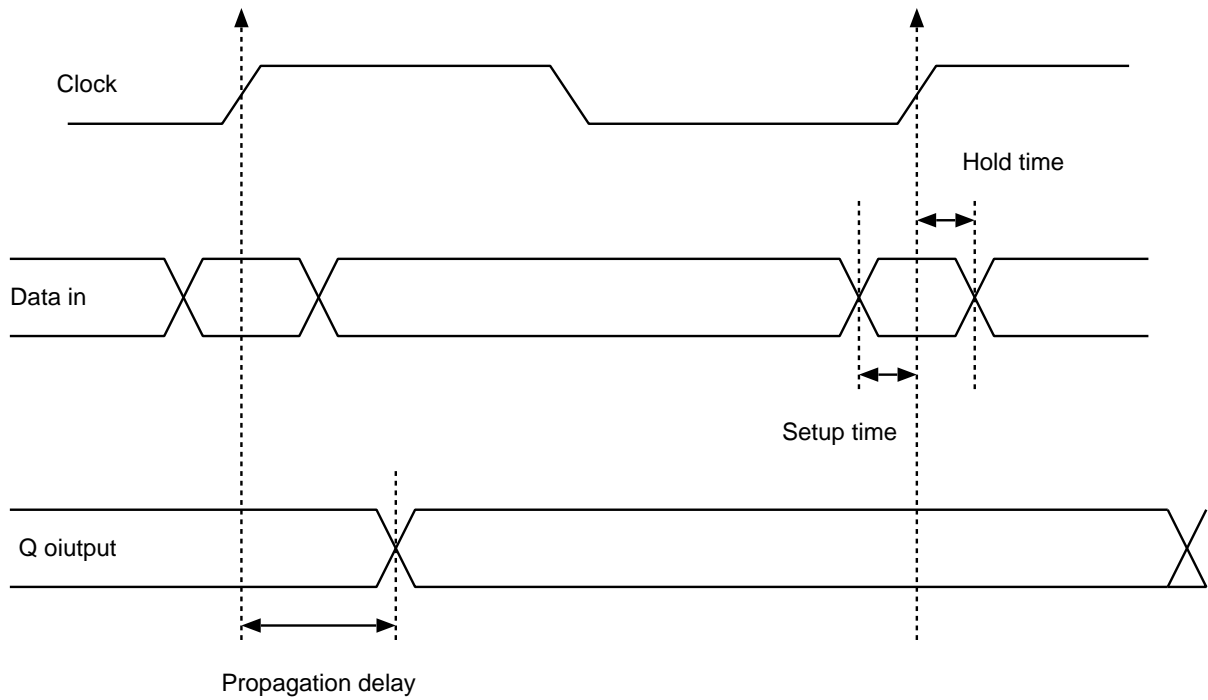 Clock
Hold time
Data in
Setup time
Q oiutput
Propagation delay